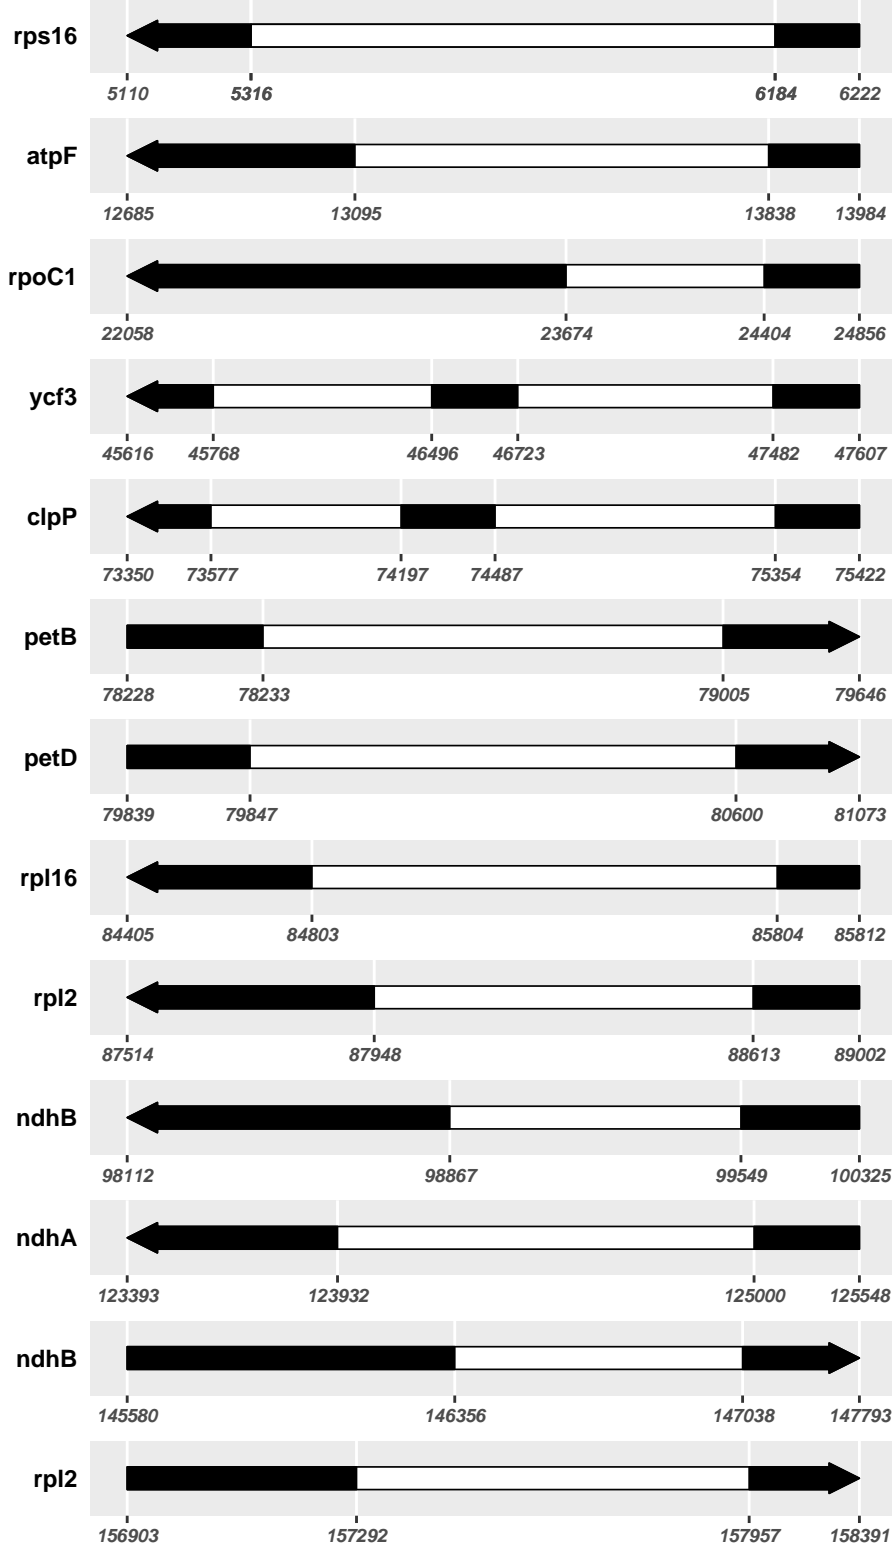 rps16
5110 5316 6184 6222
atpF
12685 13095 13838 13984
rpoC1
22058 23674 24404 24856
ycf3
45616 45768 46496 46723 47482 47607
clpP
73350 73577 74197 74487 75354 75422
petB
78228 78233 79005 79646
petD
79839 79847 80600 81073
rpl16
84405 84803 85804 85812
rpl2
87514 87948 88613 89002
ndhB
98112 98867 99549 100325
ndhA
123393 123932 125000 125548
ndhB
145580 146356 147038 147793
rpl2
156903 157292 157957 158391